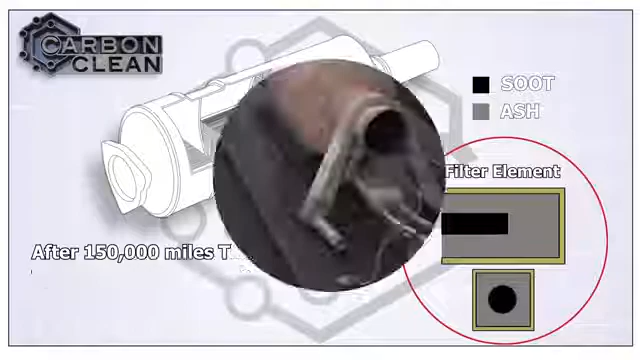 CARBON
CLEAN
SOOT
ASH
Filter Element
After 150,000 miles T